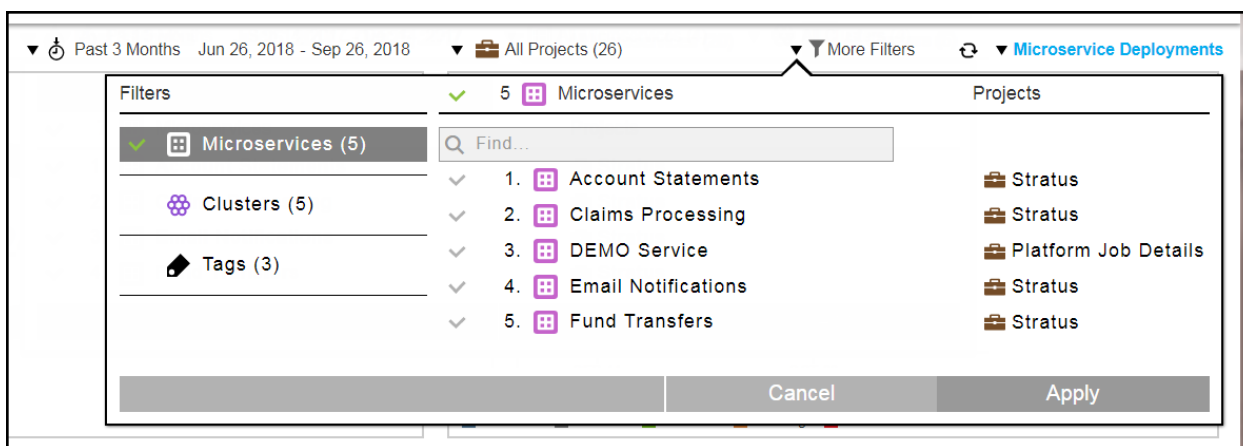 Past 3 Months Jun 26, 2018 - Sep 26, 2018 All Projects (26) More Filters Microservice Deployments
Filters 5 Microservices Projects
Microservices (5) Find...
1. Account Statements Stratus
Clusters (5) 2. Claims Processing Stratus
3. DEMO Service Platform Job Details
Tags (3) 4. Email Notifications Stratus
5. Fund Transfers Stratus
Cancel Apply